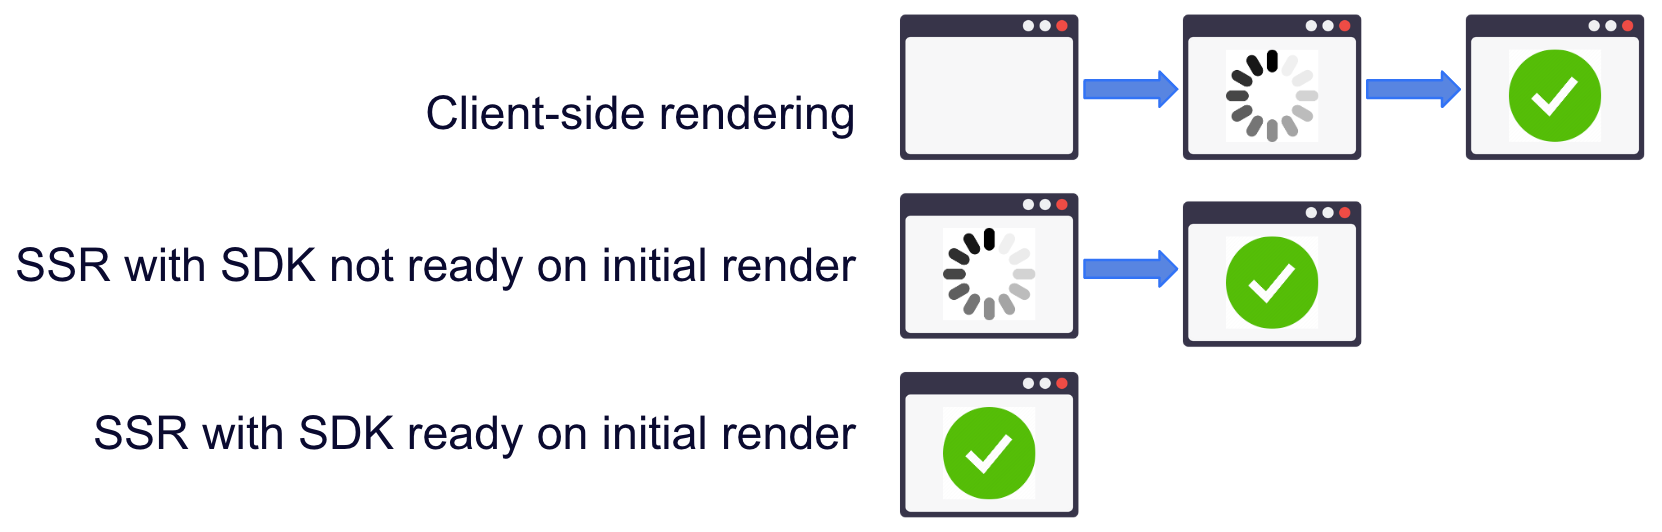 Client-side rendering
SSR with SDK not ready on initial render
SSR with SDK ready on initial render